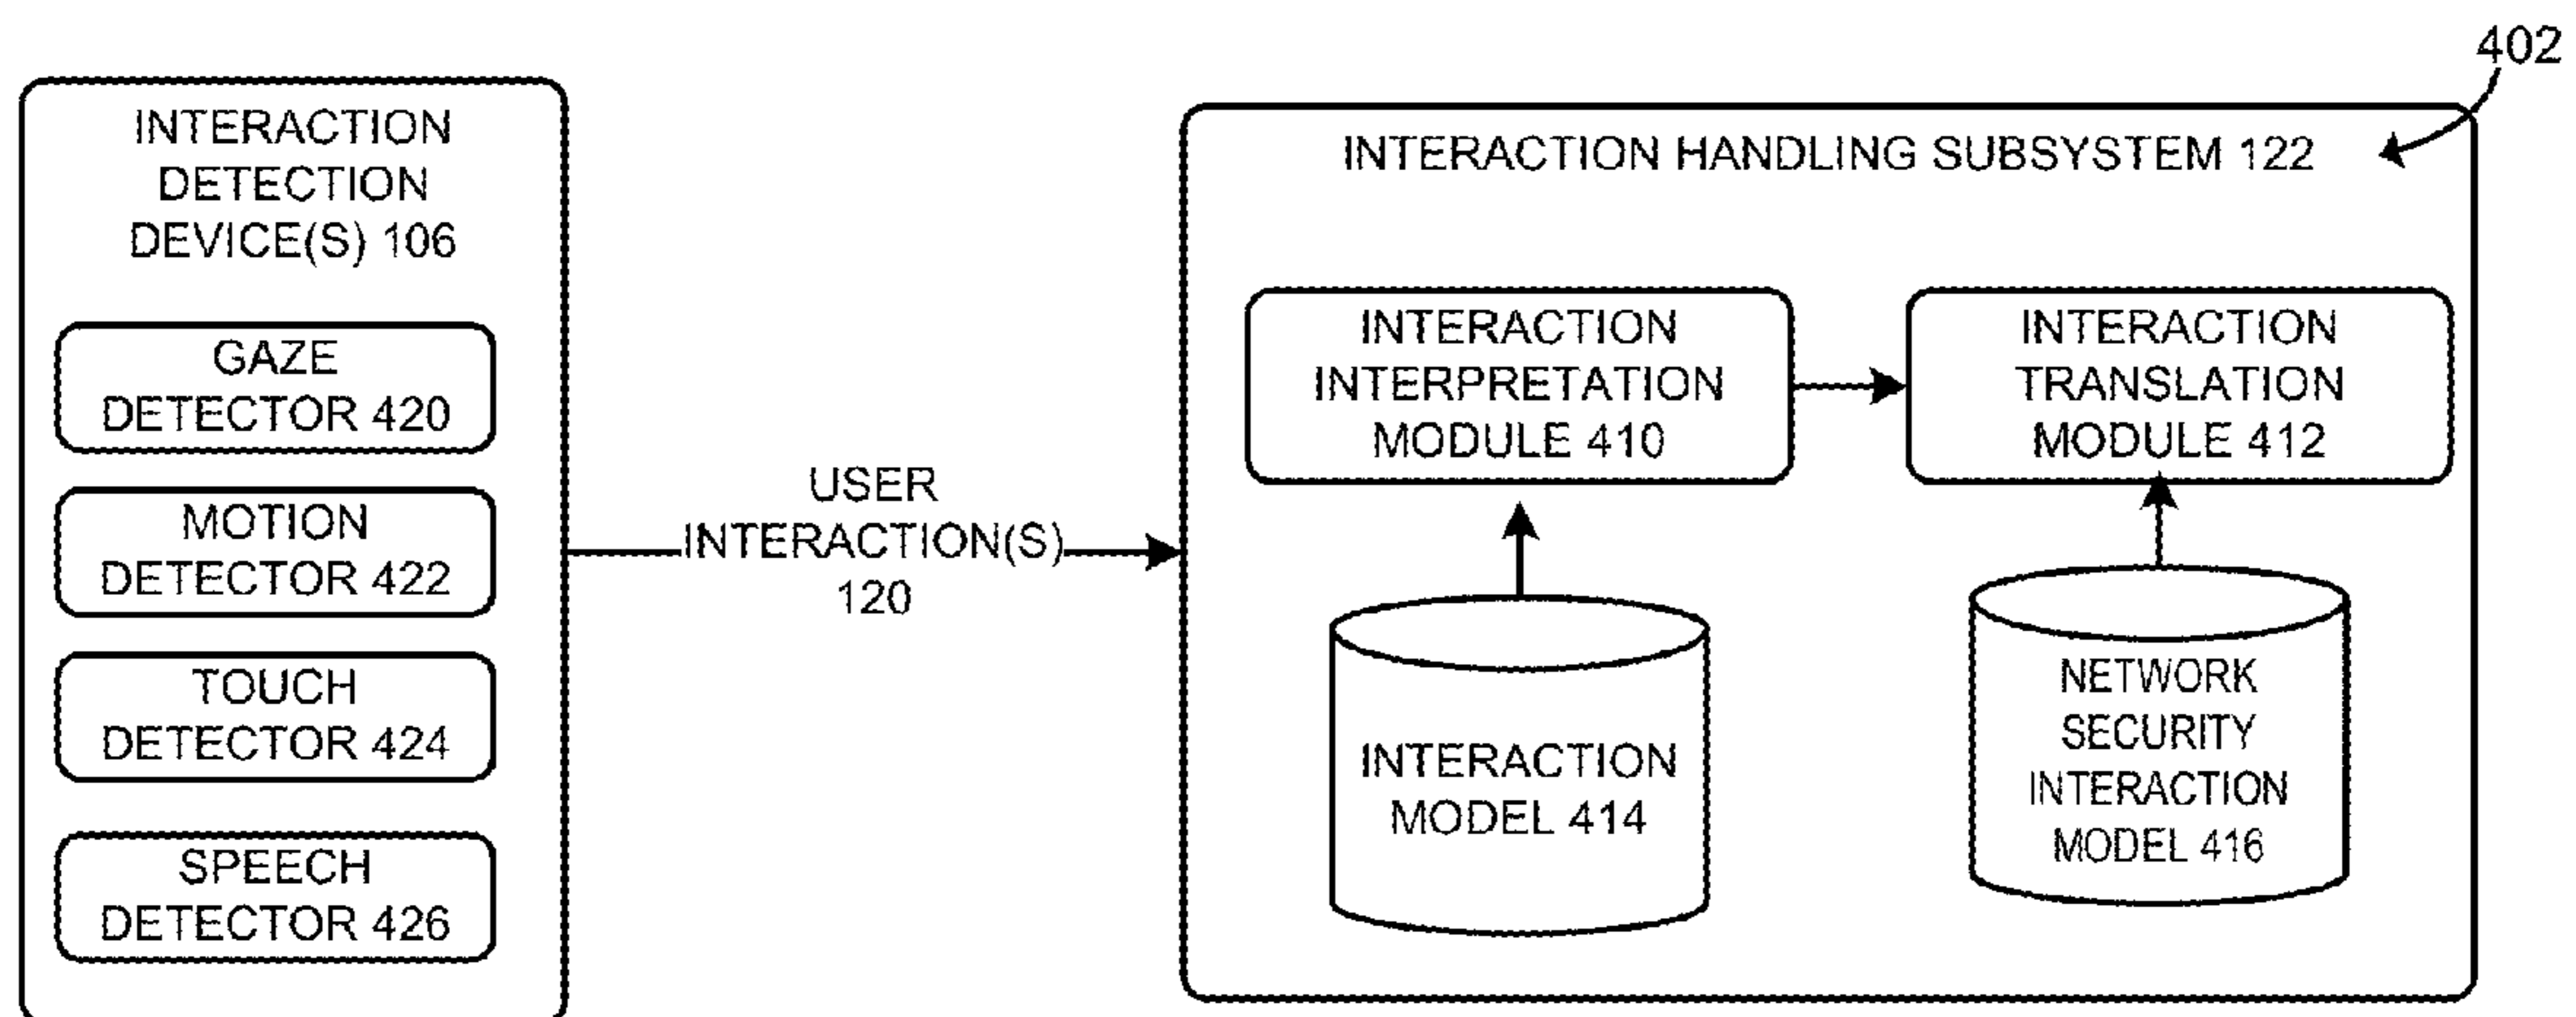 402
INTERACTION
DETECTION
DEVICE(S) 106
GAZE
DETECTOR 420
MOTION
DETECTOR 422
TOUCH
DETECTOR 424
SPEECH
DETECTOR 426
USER
INTERACTION(S)
120
INTERACTION HANDLING SUBSYSTEM 122
INTERACTION
INTERPRETATION
MODULE 410
INTERACTION
TRANSLATION
MODULE 412
INTERACTION
MODEL 414
NETWORK
SECURITY
INTERACTION
MODEL 416